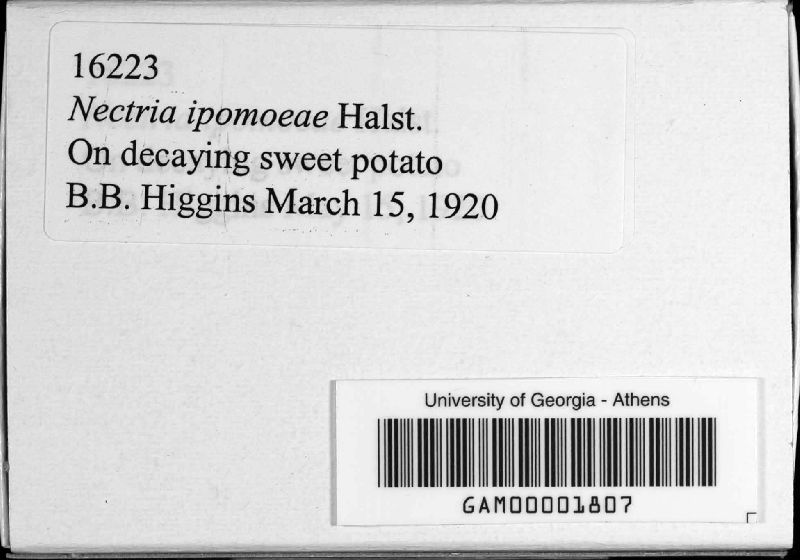 16223
Nectria ipomoeae Halst.
On decaying sweet potato
B.B. Higgins March 15, 1920
University of Georgia - Athens
GAM00001807